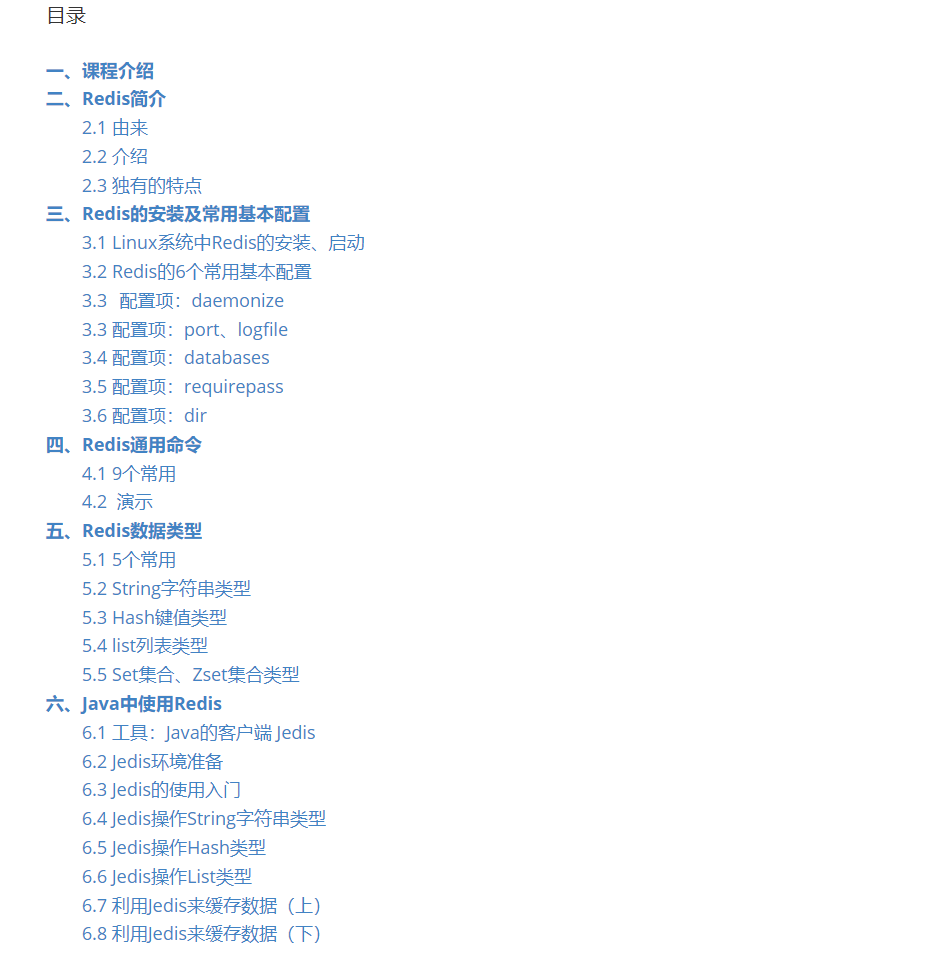 目录
一、课程介绍
二、Redis简介
2.1 由来
2.2 介绍
2.3 独有的特点
三、Redis的安装及常用基本配置
3.1 Linux系统中Redis的安装、启动
3.2 Redis的6个常用基本配置
3.3   配置项：daemonize
3.3 配置项：port、logfile
3.4 配置项：databases
3.5 配置项：requirepass
3.6 配置项：dir
四、Redis通用命令
4.1 9个常用
4.2  演示
五、Redis数据类型
5.1 5个常用
5.2 String字符串类型
5.3 Hash键值类型
5.4 list列表类型
5.5 Set集合、Zset集合类型
六、Java中使用Redis
6.1 工具：Java的客户端 Jedis
6.2 Jedis环境准备
6.3 Jedis的使用入门
6.4 Jedis操作String字符串类型
6.5 Jedis操作Hash类型
6.6 Jedis操作List类型
6.7 利用Jedis来缓存数据（上）
6.8 利用Jedis来缓存数据（下）